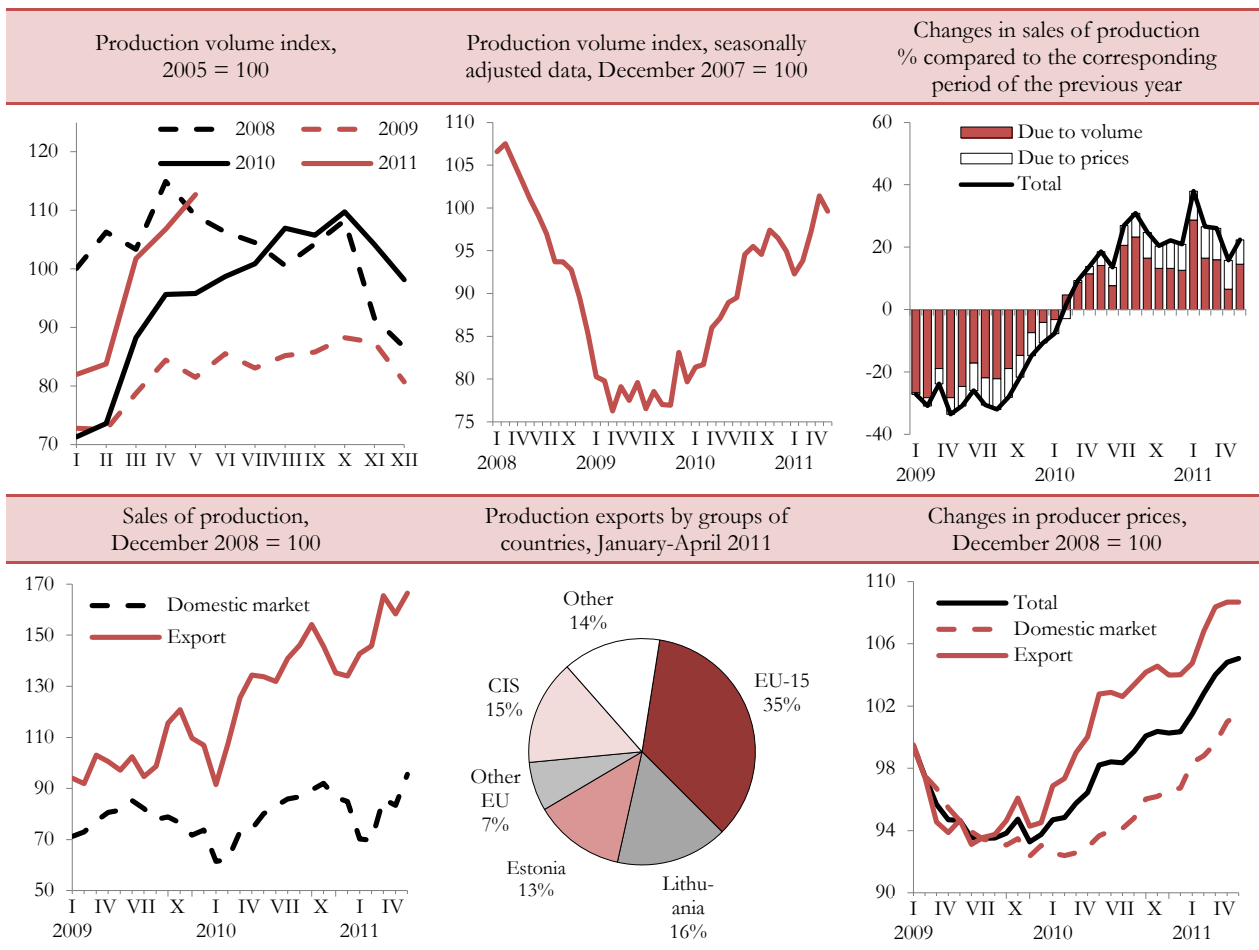 Production volume index,
2005 = 100
Production volume index, seasonally
adjusted data, December 2007 = 100
Changes in sales of production
% compared to the corresponding
period of the previous year
2008
2009
2010
2011
120
110
100
90
80
70
I II III IV V VI VII VIII IX X XI XII
110
105
100
95
90
85
80
75
I IV VII X I IV VII X I IV VII X I IV
2008 2009 2010 2011
Due to volume
Due to prices
Total
60
40
20
0
-20
-40
I IV VII X I IV VII X I IV
2009 2010 2011
Sales of production,
December 2008 = 100
Production exports by groups of
countries, January-April 2011
Changes in producer prices,
December 2008 = 100
Domestic market
Export
170
150
130
110
90
70
50
I IV VII X I IV VII X I IV
2009 2010 2011
Other
14%
EU-15
35%
CIS
15%
Other
EU
7%
Estonia
13%
Lithu-
ania
16%
Total
Domestic market
Export
110
106
102
98
94
90
I IV VII X I IV VII X I IV
2009 2010 2011